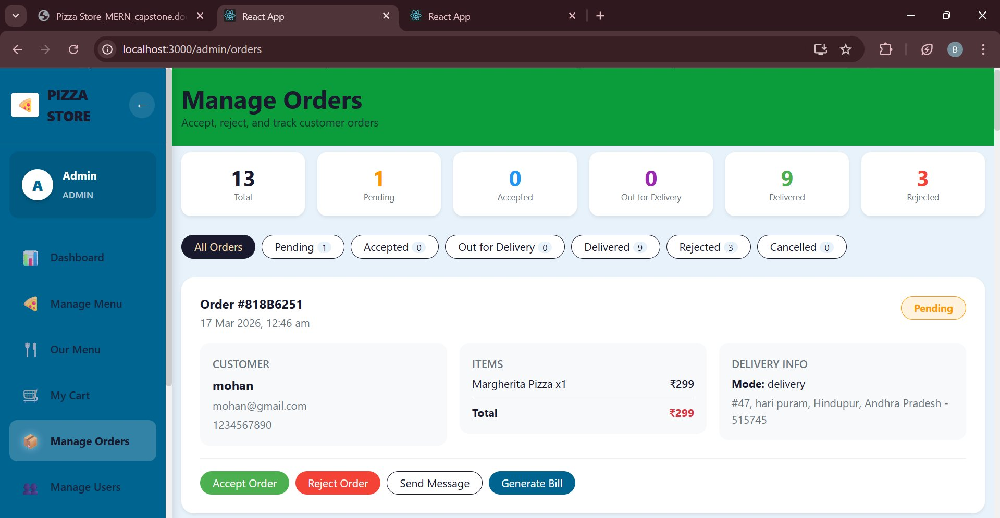 Pizza Store_MERN_capstone.do
React App
React App
localhost:3000/admin/orders
B
PIZZA
STORE
←
A
Admin
ADMIN
Dashboard
Manage Menu
Our Menu
My Cart
Manage Orders
Manage Users
Manage Orders
Accept, reject, and track customer orders
13
Total
1
Pending
0
Accepted
0
Out for Delivery
9
Delivered
3
Rejected
All Orders
Pending 1
Accepted 0
Out for Delivery 0
Delivered 9
Rejected 3
Cancelled 0
Order #818B6251
17 Mar 2026, 12:46 am
Pending
CUSTOMER
mohan
mohan@gmail.com
1234567890
ITEMS
Margherita Pizza x1 ₹299
Total ₹299
DELIVERY INFO
Mode: delivery
#47, hari puram, Hindupur, Andhra Pradesh -
515745
Accept Order
Reject Order
Send Message
Generate Bill